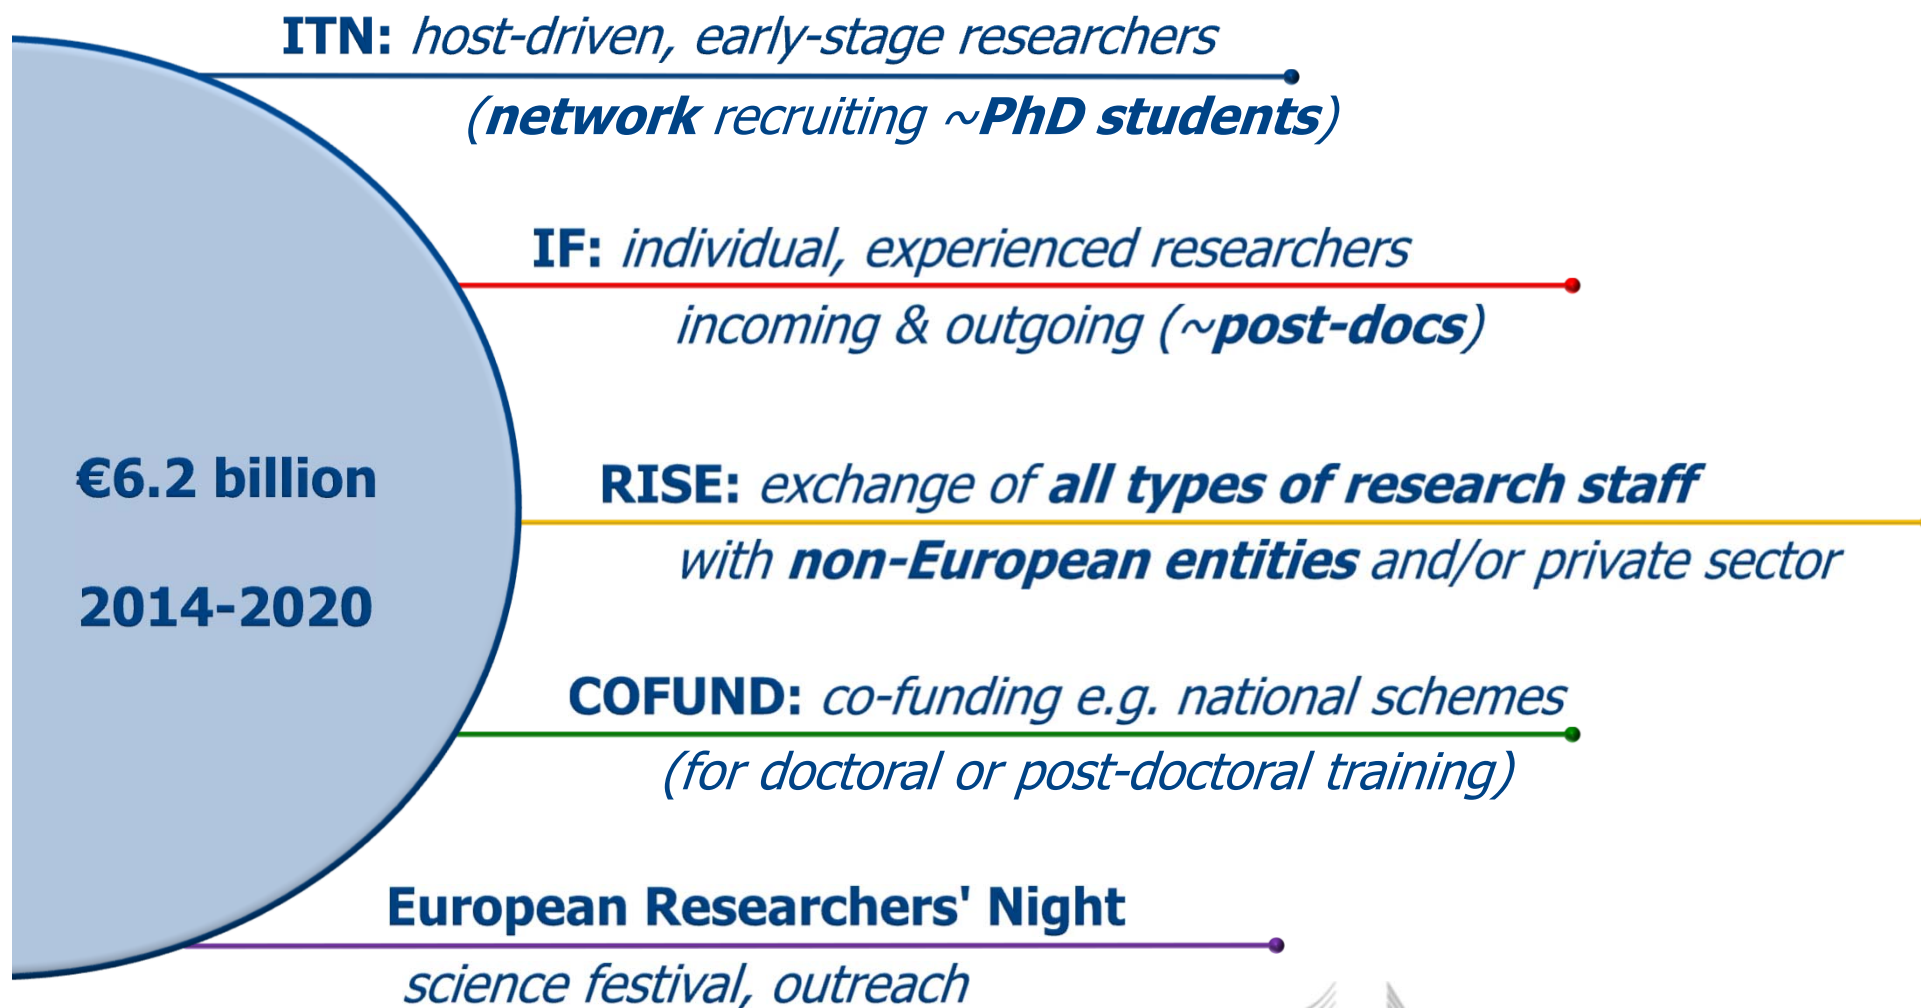 ITN: host-driven, early-stage researchers
(network recruiting ~PhD students)
IF: individual, experienced researchers
incoming & outgoing (~post-docs)
€6.2 billion
2014-2020
RISE: exchange of all types of research staff
with non-European entities and/or private sector
COFUND: co-funding e.g. national schemes
(for doctoral or post-doctoral training)
European Researchers' Night
science festival, outreach